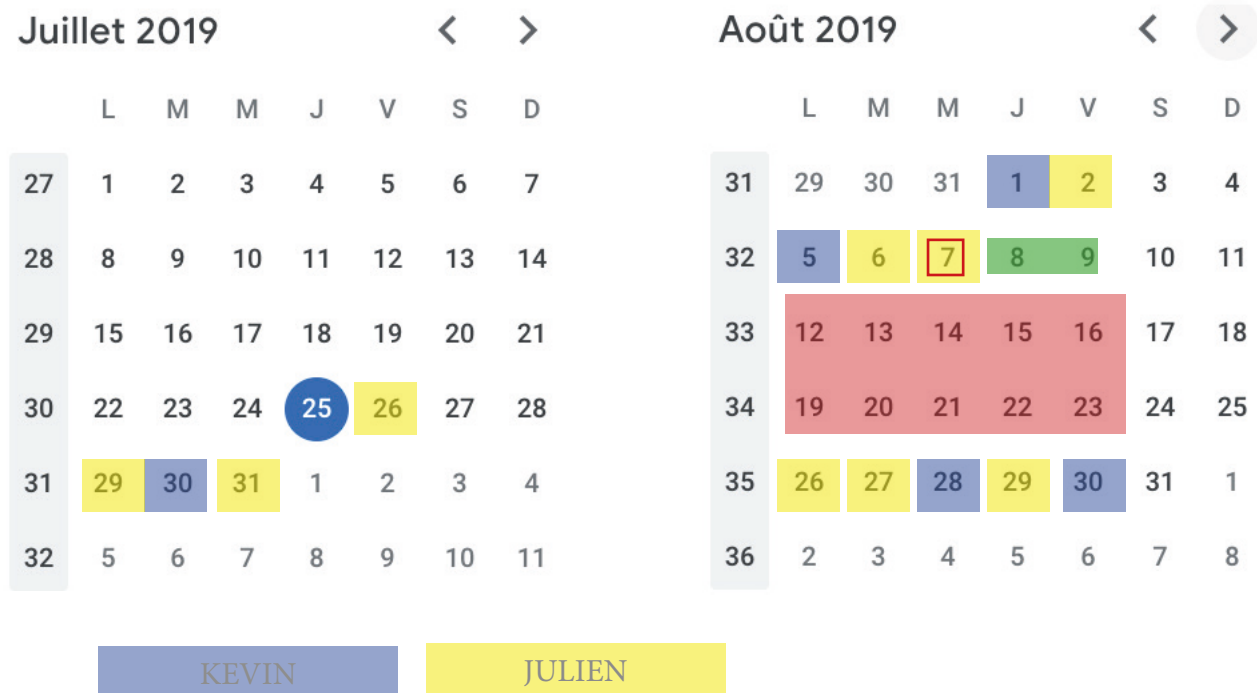 Juillet 2019
L M M J V S D
27 1 2 3 4 5 6 7
28 8 9 10 11 12 13 14
29 15 16 17 18 19 20 21
30 22 23 24 25 26 27 28
31 29 30 31 1 2 3 4
32 5 6 7 8 9 10 11
Août 2019
L M M J V S D
31 29 30 31 1 2 3 4
32 5 6 7 8 9 10 11
33 12 13 14 15 16 17 18
34 19 20 21 22 23 24 25
35 26 27 28 29 30 31 1
36 2 3 4 5 6 7 8
KEVIN
JULIEN